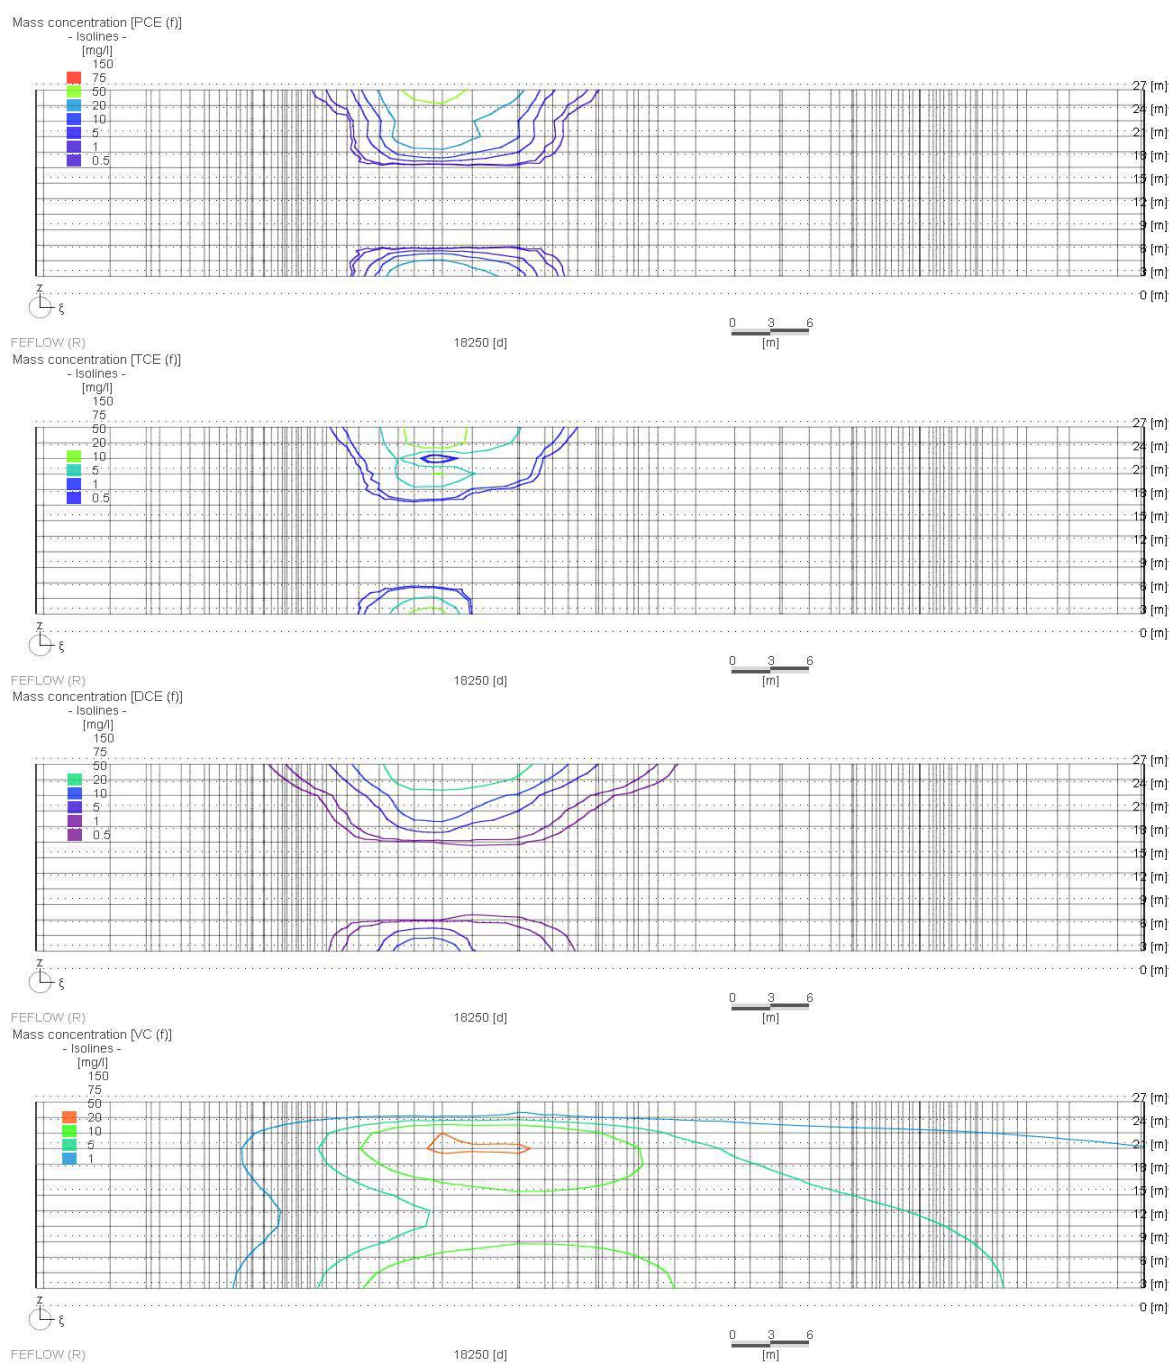 Mass concentration [PCE (f)]
- Isolines -
[mg/l]
150
75
50
20
10
5
1
0.5
27 [m]
24 [m]
21 [m]
18 [m]
15 [m]
12 [m]
9 [m]
6 [m]
3 [m]
0 [m]
z
ξ
0 3 6
[m]
FEFLOW (R)
18250 [d]
Mass concentration [TCE (f)]
- Isolines -
[mg/l]
150
75
50
20
10
5
1
0.5
27 [m]
24 [m]
21 [m]
18 [m]
15 [m]
12 [m]
9 [m]
6 [m]
3 [m]
0 [m]
z
ξ
0 3 6
[m]
FEFLOW (R)
18250 [d]
Mass concentration [DCE (f)]
- Isolines -
[mg/l]
150
75
50
20
10
5
1
0.5
27 [m]
24 [m]
21 [m]
18 [m]
15 [m]
12 [m]
9 [m]
6 [m]
3 [m]
0 [m]
z
ξ
0 3 6
[m]
FEFLOW (R)
18250 [d]
Mass concentration [VC (f)]
- Isolines -
[mg/l]
150
75
50
20
10
5
1
27 [m]
24 [m]
21 [m]
18 [m]
15 [m]
12 [m]
9 [m]
6 [m]
3 [m]
0 [m]
z
ξ
0 3 6
[m]
FEFLOW (R)
18250 [d]